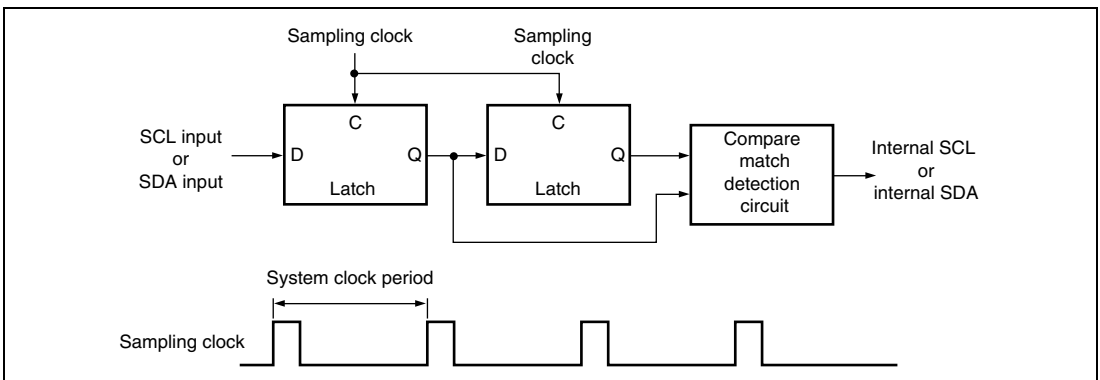 Sampling clock
Sampling
clock
C
C
SCL input
or
SDA input
D
Q
D
Q
Latch
Latch
Compare
match
detection
circuit
Internal SCL
or
internal SDA
System clock period
Sampling clock